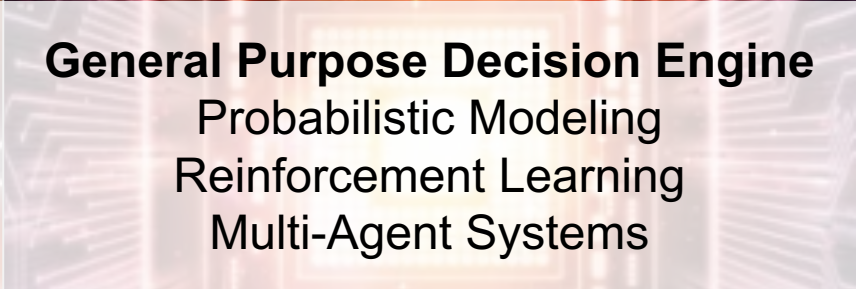 General Purpose Decision Engine
Probabilistic Modeling
Reinforcement Learning
Multi-Agent Systems